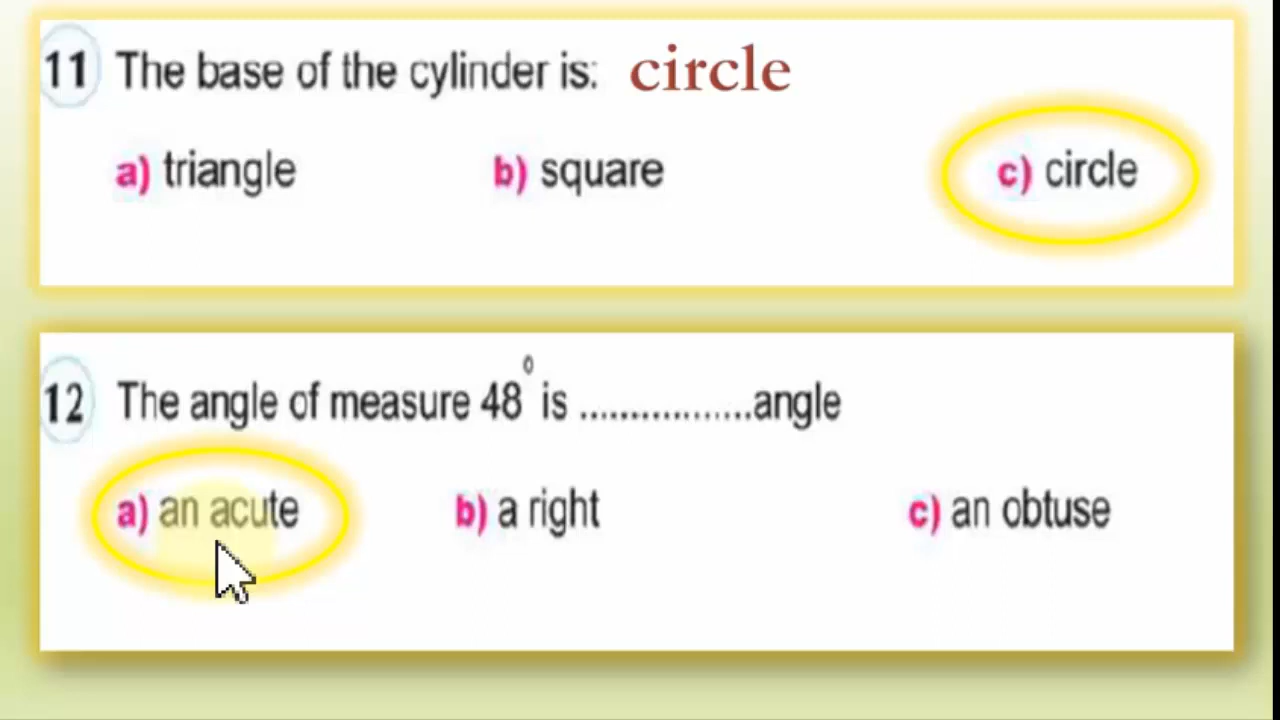 11 The base of the cylinder is: circle
a) triangle b) square c) circle
12 The angle of measure 48° is ................angle
a) an acute b) a right c) an obtuse